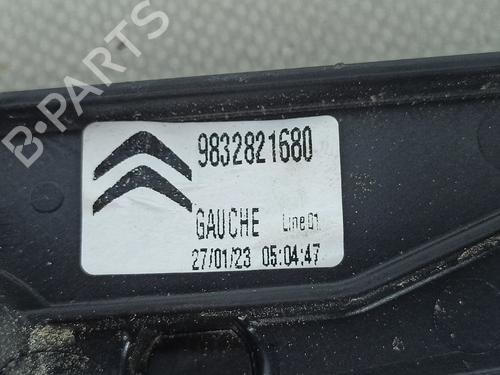 B-PARTS
9832821680
GAUCHE Line 01
27/01/23 05:04:47